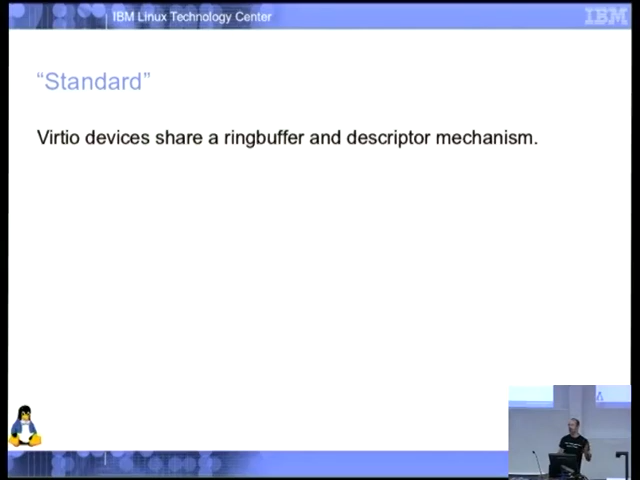 IBM Linux Technology Center
IBM
“Standard”
Virtio devices share a ringbuffer and descriptor mechanism.